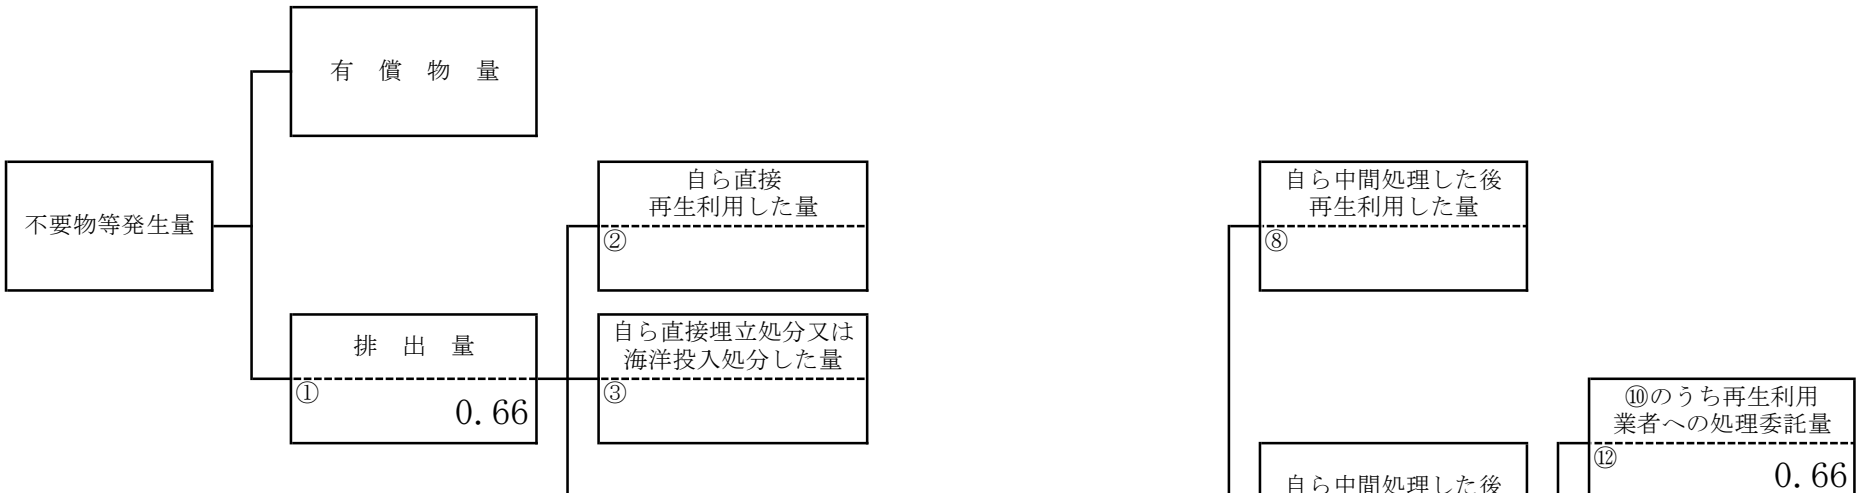 有償物量
不要物等発生量
排出量
①
0.66
自ら直接
再生利用した量
②
自ら直接埋立処分又は
海洋投入処分した量
③
自ら中間処理した後
再生利用した量
⑧
自ら中間処理した後
⑩のうち再生利用
業者への処理委託量
⑫
0.66